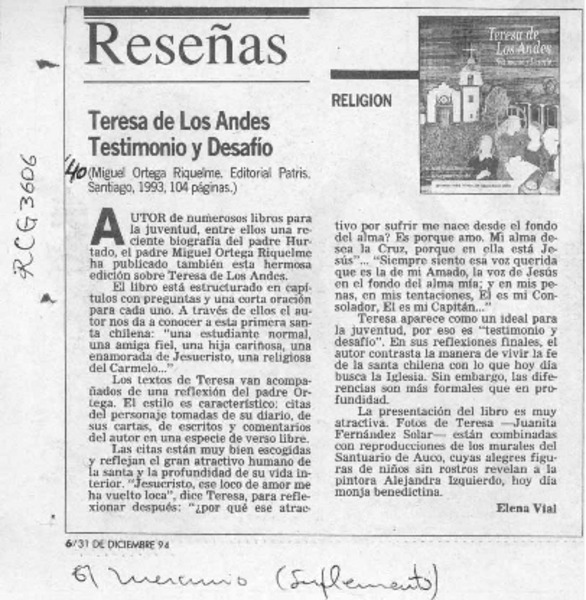 Reseñas
Teresa de Los Andes
Testimonio y Desafío
(Miguel Ortega Riquelme. Editorial Patris.
Santiago, 1993, 104 páginas.)
RCG3606
40
AUTOR de numerosos libros para
la juventud, entre ellos una re-
ciente biografía del padre Hur-
tado, el padre Miguel Ortega Riquelme
ha publicado también esta hermosa
edición sobre Teresa de Los Andes.
El libro está estructurado en capí-
tulos con preguntas y una corta oración
para cada uno. A través de ellos el au-
tor nos da a conocer a esta primera san-
ta chilena: "una estudiante normal,
una amiga fiel, una hija cariñosa, una
enamorada de Jesucristo, una religiosa
del Carmelo..."
Los textos de Teresa van acompa-
ñados de una reflexión del padre Or-
tega. El estilo es característico: citas
del personaje tomadas de su diario, de
sus cartas, de escritos y comentarios
del autor en una especie de verso libre.
Las citas están muy bien escogidas
y reflejan el gran atractivo humano de
la santa y la profundidad de su vida in-
terior. "Jesucristo, ese loco de amor me
ha vuelto loca", dice Teresa, para refle-
xionar después: "¿por qué ese atrac-
RELIGION
Teresa de
Los Andes
tivo por sufrir me nace desde el fondo
del alma? Es porque amo. Mi alma de-
sea la Cruz, porque en ella está Je-
sús"... "Siempre siento esa voz querida
que es la de mi Amado, la voz de Jesús
en el fondo del alma mía; y en mis pe-
nas, en mis tentaciones, El es mi Con-
solador, El es mi Capitán..."
Teresa aparece como un ideal para
la juventud, por eso es "testimonio y
desafío". En sus reflexiones finales, el
autor contrasta la manera de vivir la fe
de la santa chilena con lo que hoy día
busca la Iglesia. Sin embargo, las dife-
rencias son más formales que en pro-
fundidad.
La presentación del libro es muy
atractiva. Fotos de Teresa —Juanita
Fernández Solar— están combinadas
con reproducciones de los murales del
Santuario de Auco, cuyas alegres figu-
ras de niños sin rostros revelan a la
pintora Alejandra Izquierdo, hoy día
monja benedictina.
Elena Vial
6/31 DE DICIEMBRE 94
El Mercurio (Suplemento)